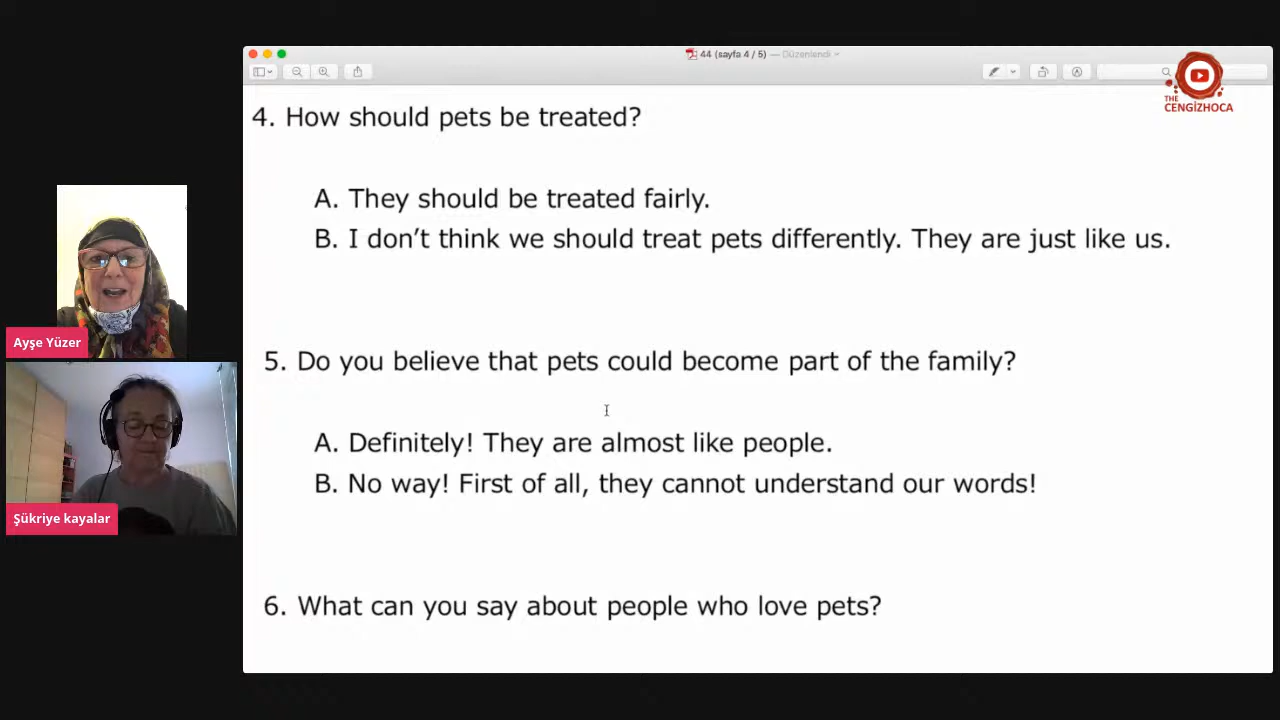 44 (sayfa 4 / 5) — Düzenlendi
THE
CENGİZHOCA
4. How should pets be treated?
A. They should be treated fairly.
B. I don’t think we should treat pets differently. They are just like us.
Ayşe Yüzer
5. Do you believe that pets could become part of the family?
A. Definitely! They are almost like people.
B. No way! First of all, they cannot understand our words!
Şükriye kayalar
6. What can you say about people who love pets?